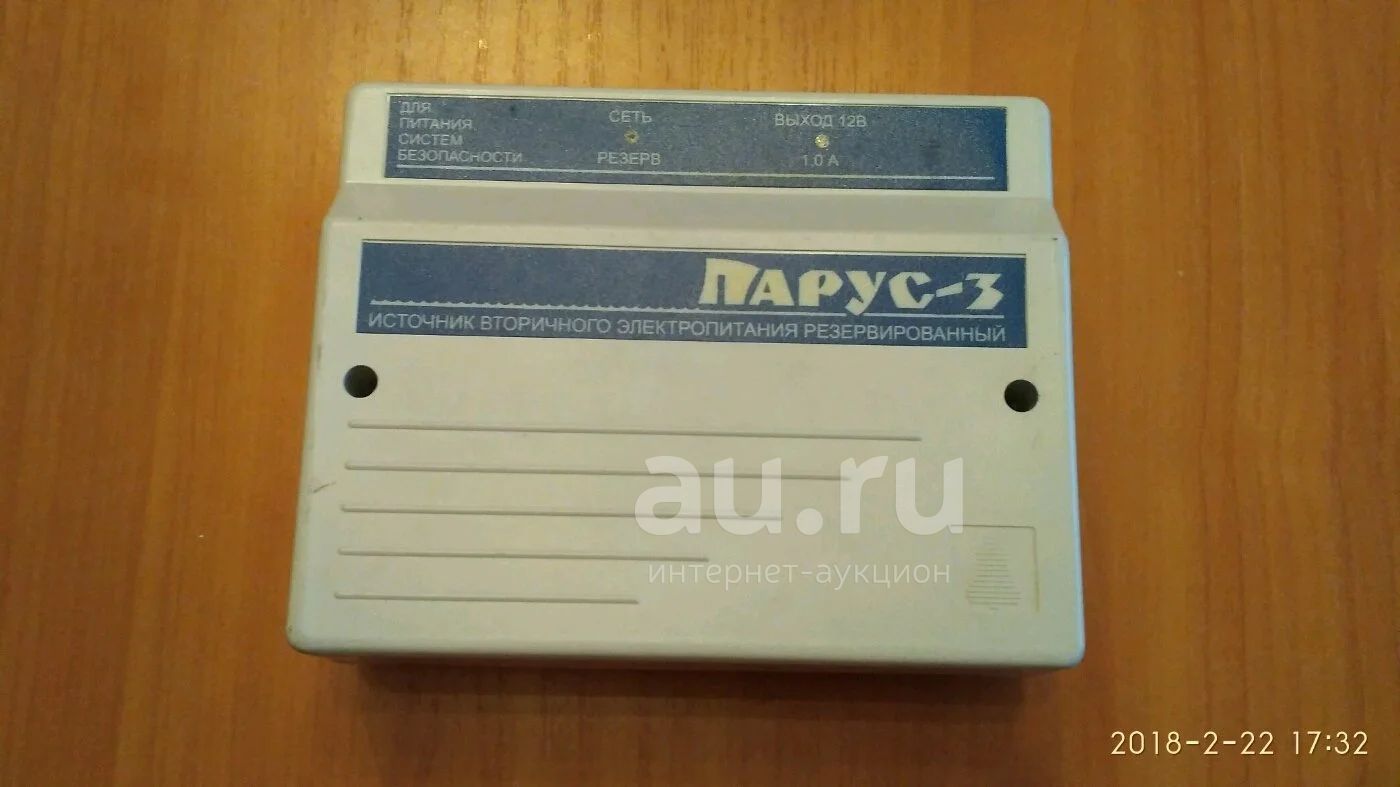 ДЛЯ
ПИТАНИЯ
СИСТЕМ
БЕЗОПАСНОСТИ
СЕТЬ
РЕЗЕРВ
ВЫХОД 12В
1.0 А
ПАРУС-3
ИСТОЧНИК ВТОРИЧНОГО ЭЛЕКТРОПИТАНИЯ РЕЗЕРВИРОВАННЫЙ
au.ru
интернет-аукцион
2018-2-22 17:32